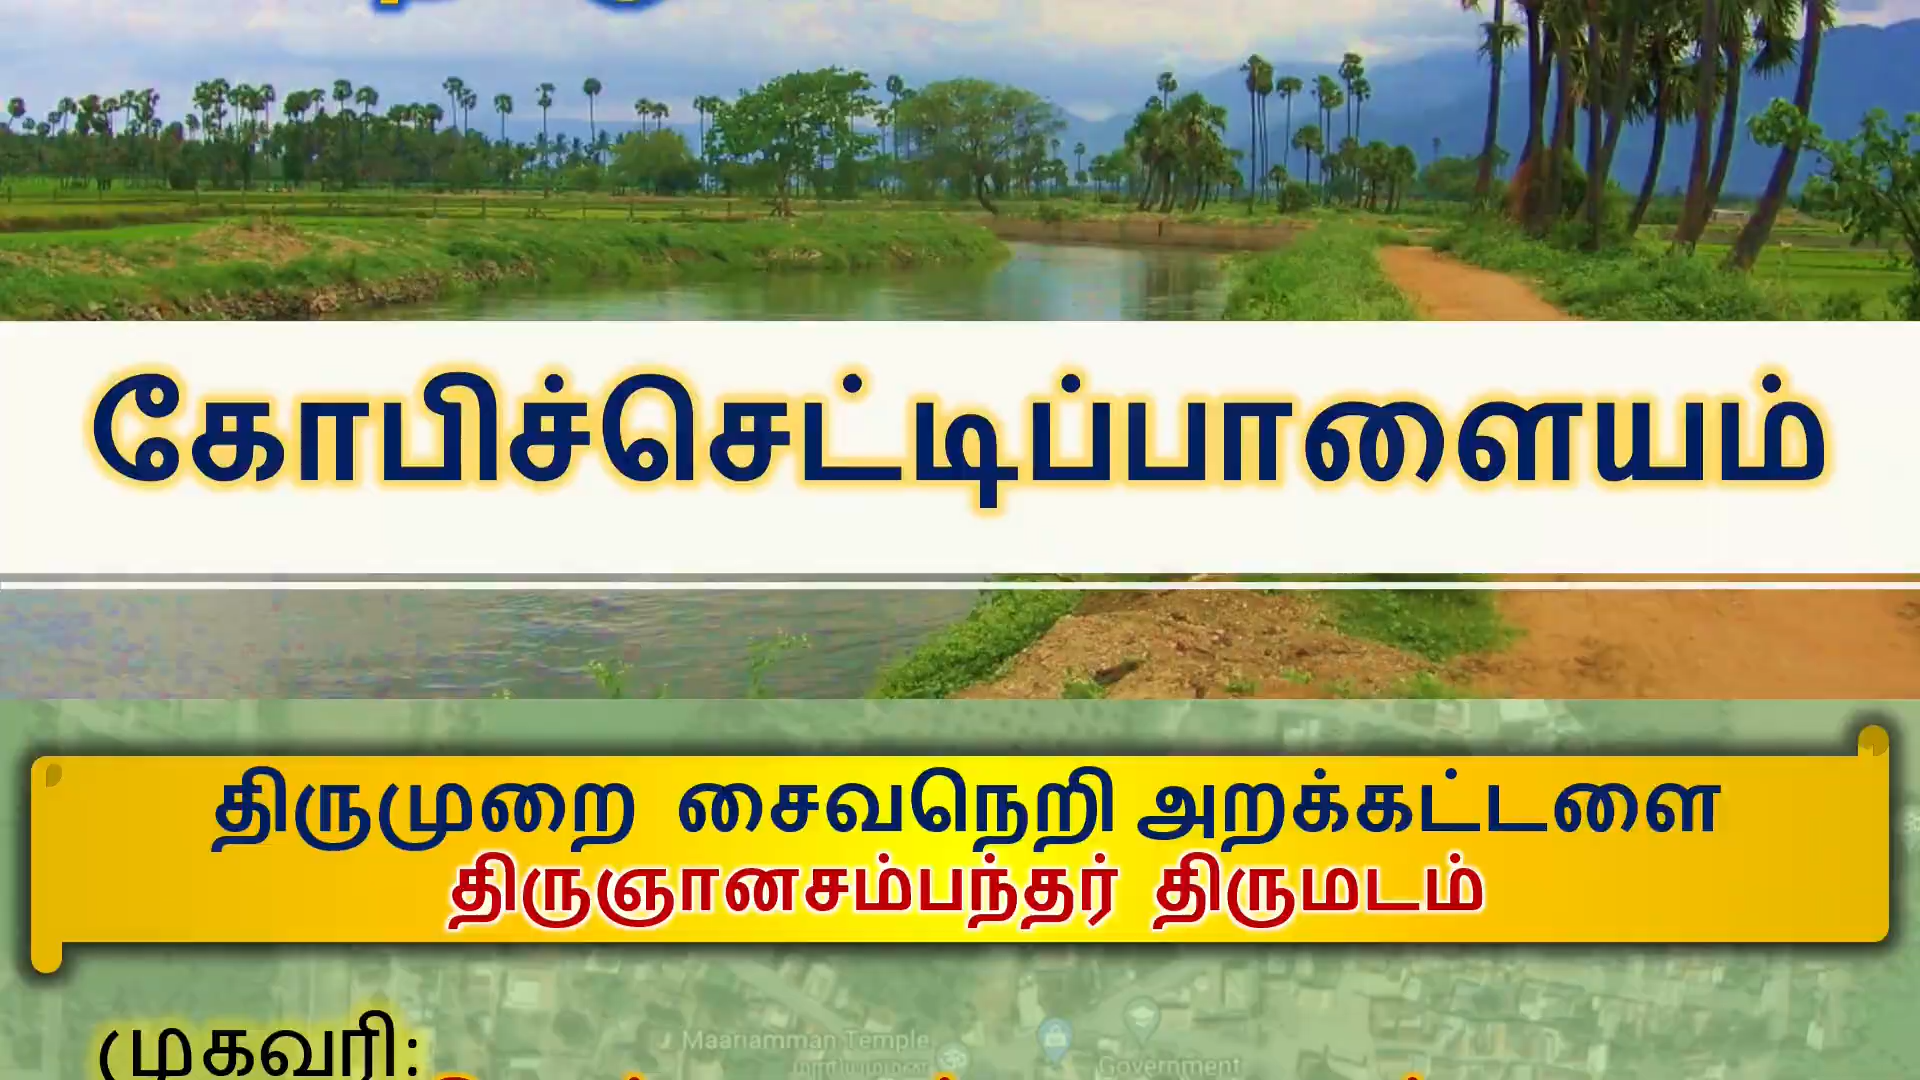 கோபிச்செட்டிப்பாளையம்
திருமுறை சைவநெறி அறக்கட்டளை
திருஞானசம்பந்தர் திருமடம்
முகவரி:
Maariamman Temple
Government